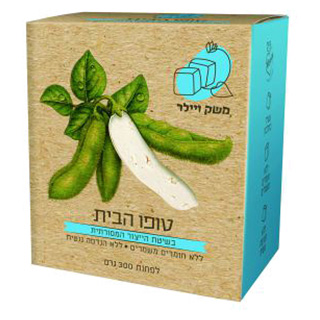 משק ויילר
טופו הבית
בשיטת הייצור המסורתית
ללא חומרים משמרים • ללא הנדסה גנטית
לפחות 300 גרם